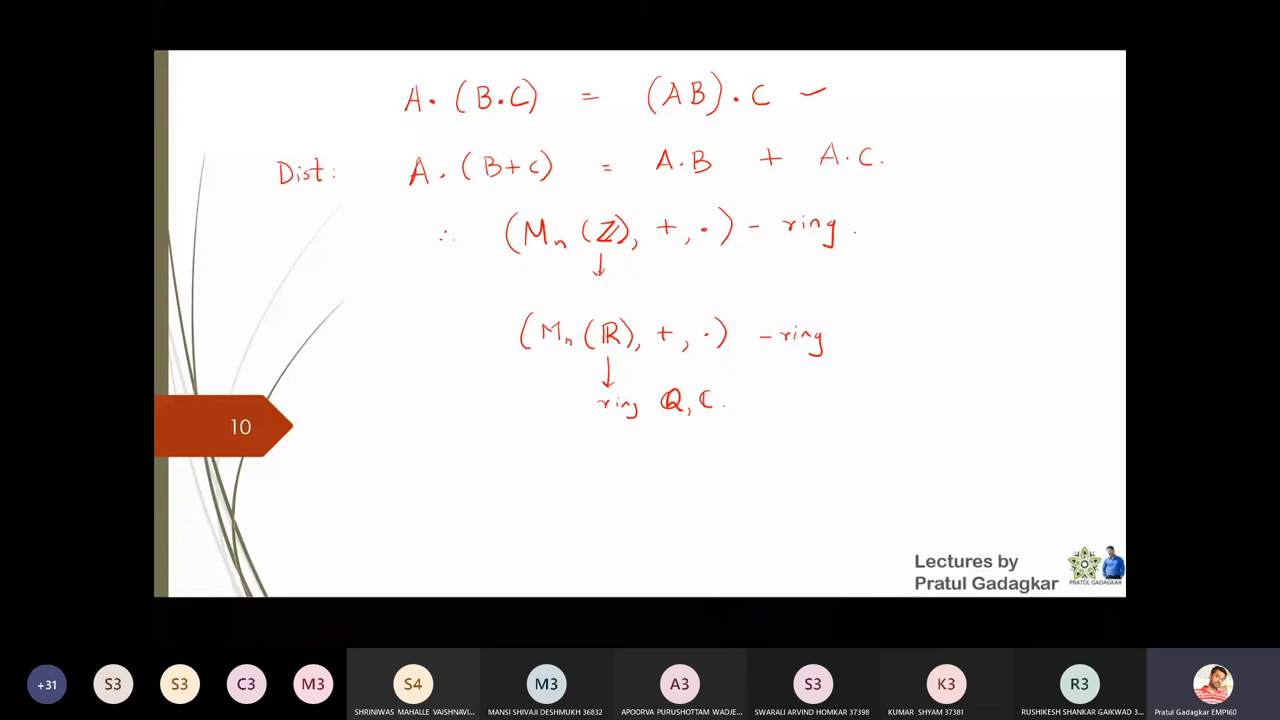 A·(B·C) = (AB)·C ✓
Dist: A·(B+C) = A·B + A·C.
∴ (Mₙ(ℤ), +, ·) – ring.
↓
(Mₙ(ℝ), +, ·) – ring
↓
ring ℚ, ℂ.
10
Lectures by
Pratul Gadagkar
PRATUL GADAGKAR
+31 S3 S3 C3 M3 S4 M3 A3 S3 K3 R3
SHRINIWAS MAHALLE VAISHNAVI... MANSI SHIVAJI DESHMUKH 36832 APOORVA PURUSHOTTAM WADJE... SWARALI ARVIND HOMKAR 37398 KUMAR SHYAM 37381 RUSHIKESH SHANKAR GAIKWAD 3... Pratul Gadagkar EMP160